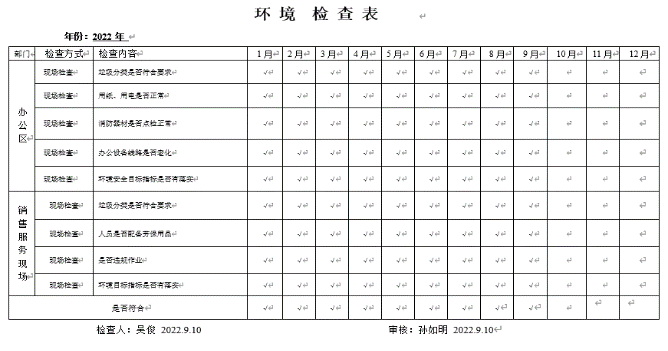 环境 检查表
年份：2022 年
部门 检查方式 检查内容 1月 2月 3月 4月 5月 6月 7月 8月 9月 10月 11月 12月
办公区
现场检查 垃圾分类是否符合要求 √ √ √ √ √ √ √ √ √
现场检查 用纸、用电是否正常 √ √ √ √ √ √ √ √ √
现场检查 消防器材是否点检正常 √ √ √ √ √ √ √ √ √
现场检查 办公设备线路是否老化 √ √ √ √ √ √ √ √ √
现场检查 环境安全目标指标是否有落实 √ √ √ √ √ √ √ √ √
销售服务现场
现场检查 垃圾分类是否符合要求 √ √ √ √ √ √ √ √ √
现场检查 人员是否配备劳保用品 √ √ √ √ √ √ √ √ √
现场检查 是否违规作业 √ √ √ √ √ √ √ √ √
现场检查 环境目标指标是否有落实 √ √ √ √ √ √ √ √ √
是否符合 √ √ √ √ √ √ √ √ √
检查人：吴俊 2022.9.10 审核：孙如明 2022.9.10